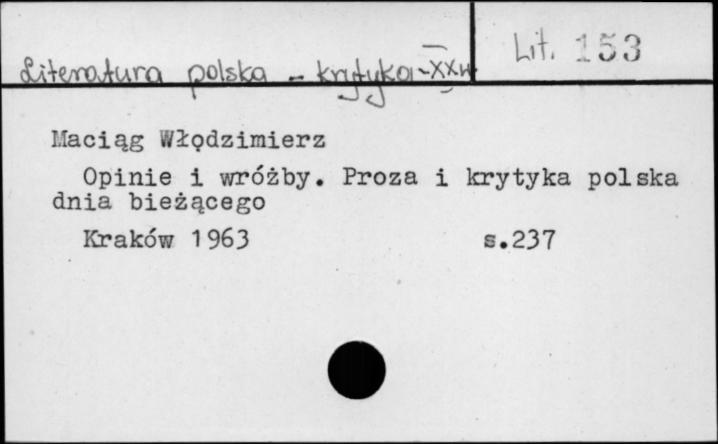 Literatura polska - krytyka - XX w
Lit. 153
Maciąg Włodzimierz
Opinie i wróżby. Proza i krytyka polska
dnia bieżącego
Kraków 1963 s.237